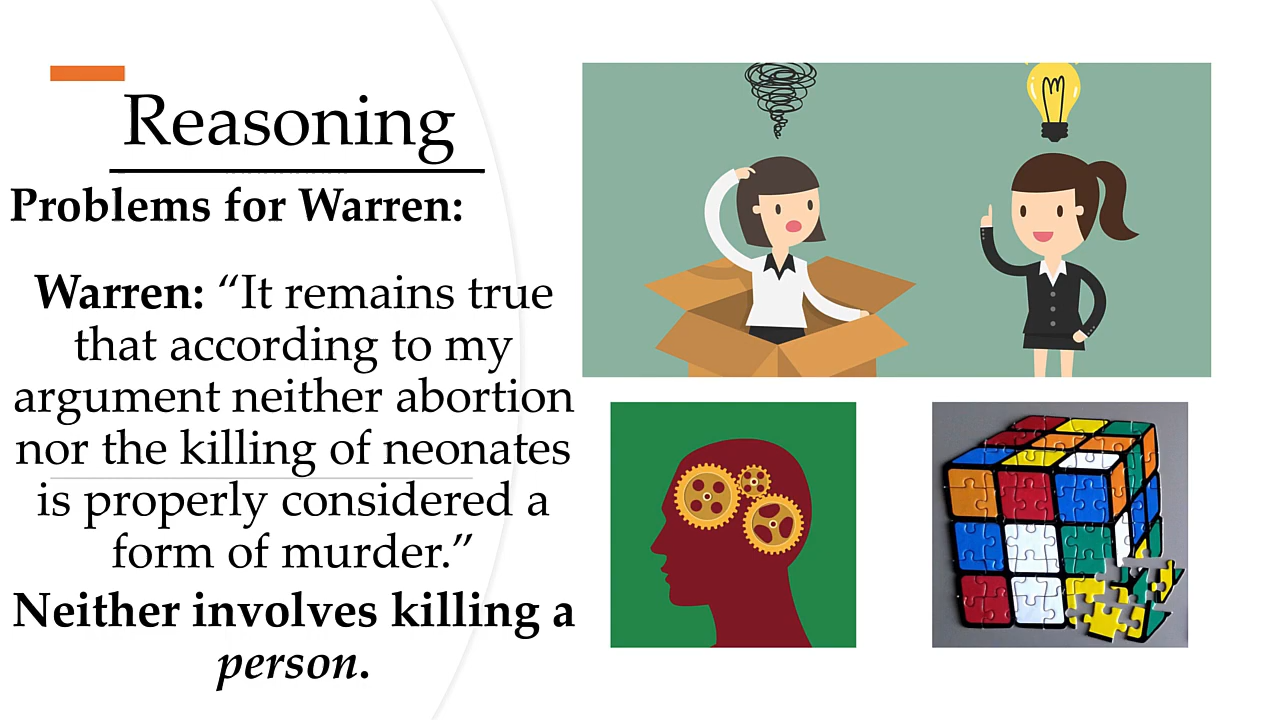 Reasoning
Problems for Warren:
Warren: “It remains true
that according to my
argument neither abortion
nor the killing of neonates
is properly considered a
form of murder.”
Neither involves killing a
person.